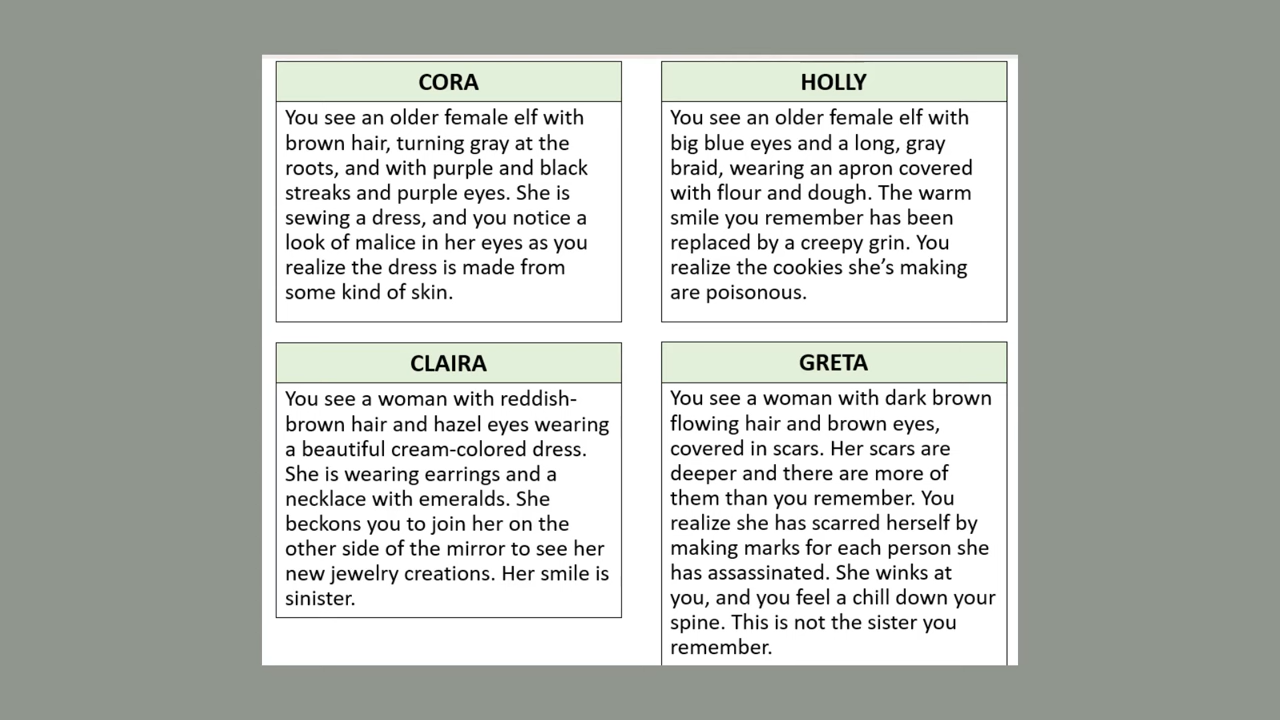 CORA
You see an older female elf with
brown hair, turning gray at the
roots, and with purple and black
streaks and purple eyes. She is
sewing a dress, and you notice a
look of malice in her eyes as you
realize the dress is made from
some kind of skin.
HOLLY
You see an older female elf with
big blue eyes and a long, gray
braid, wearing an apron covered
with flour and dough. The warm
smile you remember has been
replaced by a creepy grin. You
realize the cookies she’s making
are poisonous.
CLAIRA
You see a woman with reddish-
brown hair and hazel eyes wearing
a beautiful cream-colored dress.
She is wearing earrings and a
necklace with emeralds. She
beckons you to join her on the
other side of the mirror to see her
new jewelry creations. Her smile is
sinister.
GRETA
You see a woman with dark brown
flowing hair and brown eyes,
covered in scars. Her scars are
deeper and there are more of
them than you remember. You
realize she has scarred herself by
making marks for each person she
has assassinated. She winks at
you, and you feel a chill down your
spine. This is not the sister you
remember.